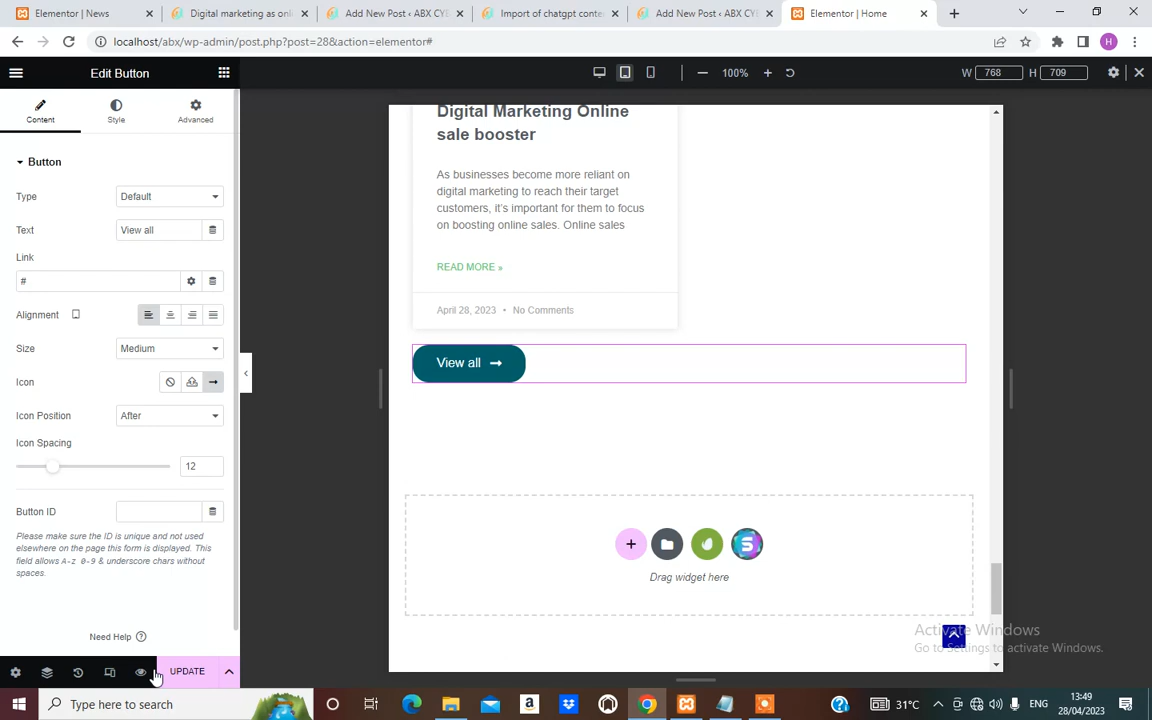 Elementor | News
Digital marketing as onli
Add New Post ‹ ABX CYB
Import of chatgpt conte
Add New Post ‹ ABX CYB
Elementor | Home
localhost/abx/wp-admin/post.php?post=28&action=elementor#
H
Edit Button
100%
W 768 H 709
Content
Style
Advanced
Button
Type
Default
Text
View all
Link
#
Alignment
Size
Medium
Icon
Icon Position
After
Icon Spacing
12
Button ID
Please make sure the ID is unique and not used
elsewhere on the page this form is displayed. This
field allows A-z 0-9 & underscore chars without
spaces.
Need Help ?
UPDATE
Digital Marketing Online
sale booster
As businesses become more reliant on
digital marketing to reach their target
customers, it's important for them to focus
on boosting online sales. Online sales
READ MORE »
April 28, 2023 • No Comments
View all
Drag widget here
Activate Windows
Go to Settings to activate Windows.
Type here to search
31°C
ENG
13:49
28/04/2023